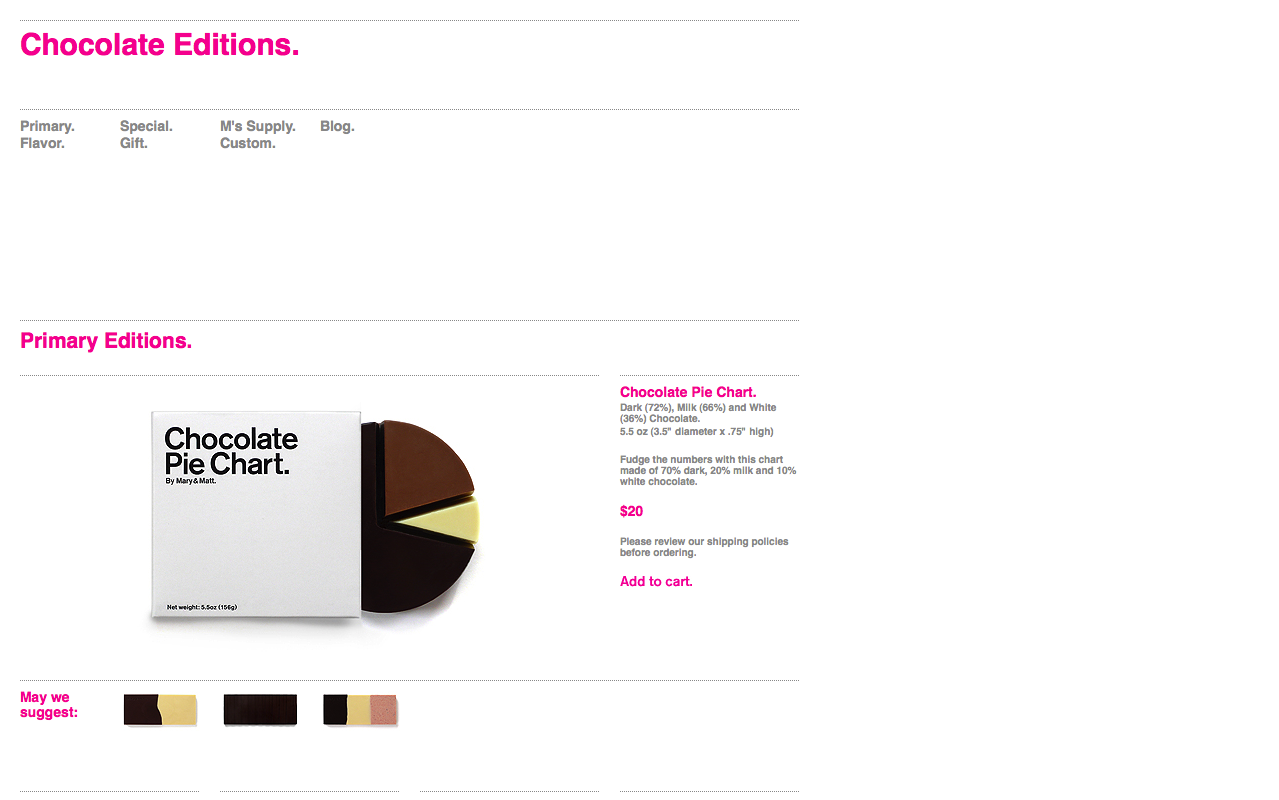 Chocolate Editions.
Primary.
Flavor.
Special.
Gift.
M's Supply.
Custom.
Blog.
Primary Editions.
Chocolate
Pie Chart.
By Mary & Matt.
Net weight: 5.5oz (156g)
Chocolate Pie Chart.
Dark (72%), Milk (66%) and White
(36%) Chocolate.
5.5 oz (3.5" diameter x .75" high)
Fudge the numbers with this chart
made of 70% dark, 20% milk and 10%
white chocolate.
$20
Please review our shipping policies
before ordering.
Add to cart.
May we
suggest: